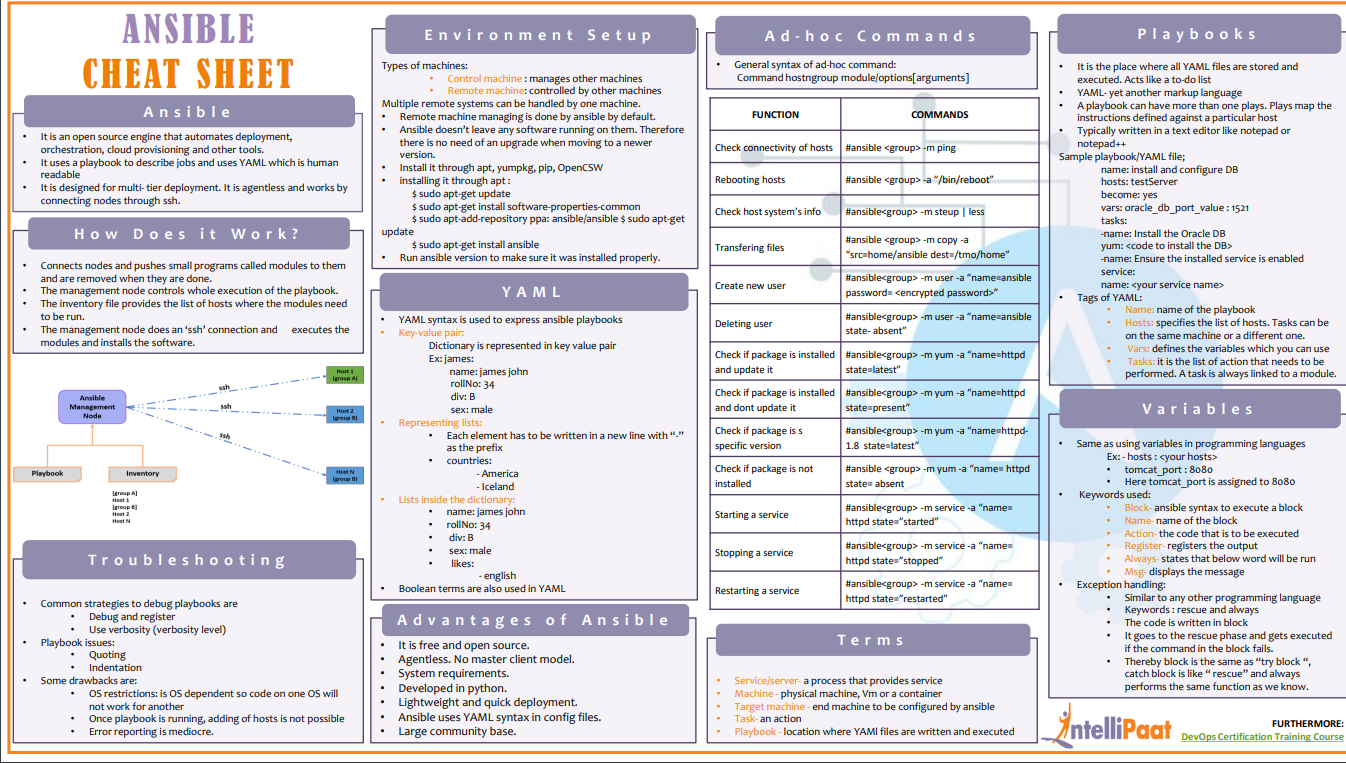 ANSIBLE
CHEAT SHEET
Ansible
• It is an open source engine that automates deployment,
orchestration, cloud provisioning and other tools.
• It uses a playbook to describe jobs and uses YAML which is human
readable
• It is designed for multi- tier deployment. It is agentless and works by
connecting nodes through ssh.
How Does it Work?
• Connects nodes and pushes small programs called modules to them
and are removed when they are done.
• The management node controls whole execution of the playbook.
• The inventory file provides the list of hosts where the modules need
to be run.
• The management node does an ‘ssh’ connection and executes the
modules and installs the software.
Ansible
Management
Node
ssh
ssh
ssh
Host 1
(group A)
Host 2
(group B)
Host N
(group B)
Playbook
Inventory
[group A]
Host 1
[group B]
Host 2
Host N
Troubleshooting
• Common strategies to debug playbooks are
• Debug and register
• Use verbosity (verbosity level)
• Playbook issues:
• Quoting
• Indentation
• Some drawbacks are:
• OS restrictions: is OS dependent so code on one OS will
not work for another
• Once playbook is running, adding of hosts is not possible
• Error reporting is mediocre.
Environment Setup
Types of machines:
• Control machine : manages other machines
• Remote machine: controlled by other machines
Multiple remote systems can be handled by one machine.
• Remote machine managing is done by ansible by default.
• Ansible doesn’t leave any software running on them. Therefore
there is no need of an upgrade when moving to a newer
version.
• Install it through apt, yumpkg, pip, OpenCSW
• installing it through apt :
$ sudo apt-get update
$ sudo apt-get install software-properties-common
$ sudo apt-add-repository ppa: ansible/ansible $ sudo apt-get
update
$ sudo apt-get install ansible
• Run ansible version to make sure it was installed properly.
YAML
• YAML syntax is used to express ansible playbooks
• Key-value pair:
Dictionary is represented in key value pair
Ex: james:
name: james john
rollNo: 34
div: B
sex: male
• Representing lists:
• Each element has to be written in a new line with “-”
as the prefix
• countries:
- America
- Iceland
• Lists inside the dictionary:
• name: james john
• rollNo: 34
• div: B
• sex: male
• likes:
- english
• Boolean terms are also used in YAML
Advantages of Ansible
• It is free and open source.
• Agentless. No master client model.
• System requirements.
• Developed in python.
• Lightweight and quick deployment.
• Ansible uses YAML syntax in config files.
• Large community base.
Ad-hoc Commands
• General syntax of ad-hoc command:
Command hostngroup module/options[arguments]
FUNCTION COMMANDS
Check connectivity of hosts #ansible <group> -m ping
Rebooting hosts #ansible <group> -a “/bin/reboot”
Check host system’s info #ansible<group> -m steup | less
Transfering files #ansible <group> -m copy -a
“src=home/ansible dest=/tmo/home”
Create new user #ansible<group> -m user -a “name=ansible
password= <encrypted password>”
Deleting user #ansible<group> -m user -a “name=ansible
state- absent”
Check if package is installed #ansible<group> -m yum -a “name=httpd
and update it state=latest”
Check if package is installed #ansible<group> -m yum -a “name=httpd
and dont update it state=present”
Check if package is s #ansible<group> -m yum -a “name=httpd-
specific version 1.8 state=latest”
Check if package is not #ansible <group> -m yum -a “name= httpd
installed state= absent
Starting a service #ansible<group> -m service -a “name=
httpd state=”started”
Stopping a service #ansible<group> -m service -a “name=
httpd state=”stopped”
Restarting a service #ansible<group> -m service -a “name=
httpd state=”restarted”
Terms
• Service/server- a process that provides service
• Machine - physical machine, Vm or a container
• Target machine - end machine to be configured by ansible
• Task- an action
• Playbook - location where YAMl files are written and executed
Playbooks
• It is the place where all YAML files are stored and
executed. Acts like a to-do list
• YAML- yet another markup language
• A playbook can have more than one plays. Plays map the
instructions defined against a particular host
• Typically written in a text editor like notepad or
notepad++
Sample playbook/YAML file;
name: install and configure DB
hosts: testServer
become: yes
vars: oracle_db_port_value : 1521
tasks:
-name: Install the Oracle DB
yum: <code to install the DB>
-name: Ensure the installed service is enabled
service:
name: <your service name>
• Tags of YAML:
• Name: name of the playbook
• Hosts: specifies the list of hosts. Tasks can be
on the same machine or a different one.
• Vars: defines the variables which you can use
• Tasks: it is the list of action that needs to be
performed. A task is always linked to a module.
Variables
• Same as using variables in programming languages
Ex: - hosts : <your hosts>
• tomcat_port : 8080
• Here tomcat_port is assigned to 8080
• Keywords used:
• Block- ansible syntax to execute a block
• Name- name of the block
• Action- the code that is to be executed
• Register- registers the output
• Always- states that below word will be run
• Msg- displays the message
• Exception handling:
• Similar to any other programming language
• Keywords : rescue and always
• The code is written in block
• It goes to the rescue phase and gets executed
if the command in the block fails.
• Thereby block is the same as “try block “,
catch block is like “ rescue” and always
performs the same function as we know.
IntelliPaat
FURTHERMORE:
DevOps Certification Training Course